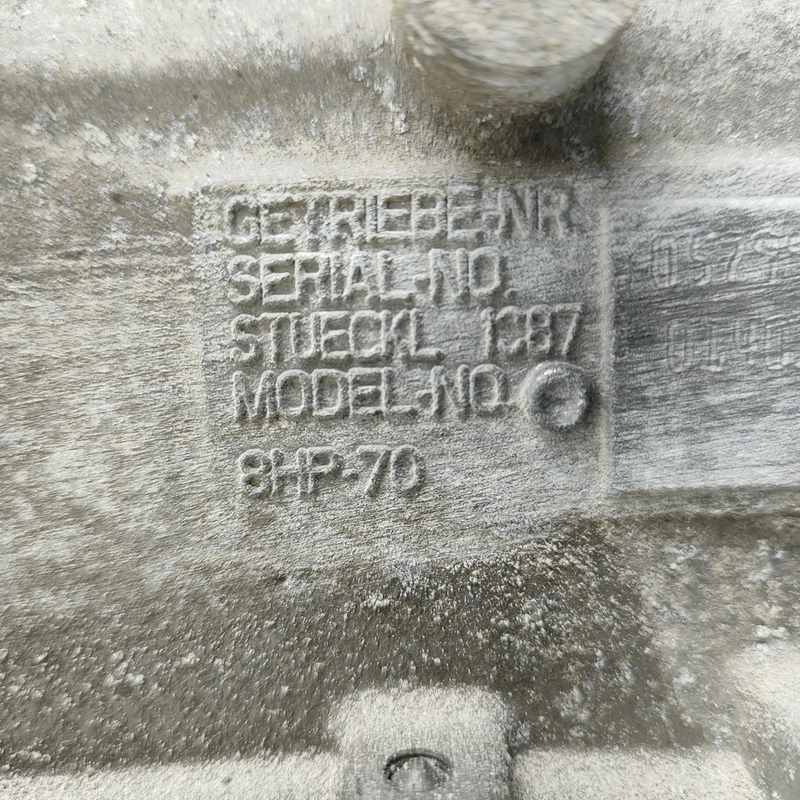 GETRIEBE-NR.
SERIAL-NO.
STUECKL 1C87
MODEL-NO.
8HP-70